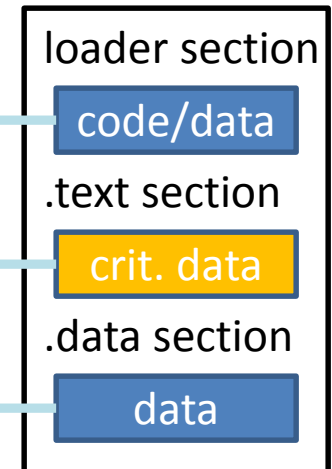 loader section
code/data
.text section
crit. data
.data section
data